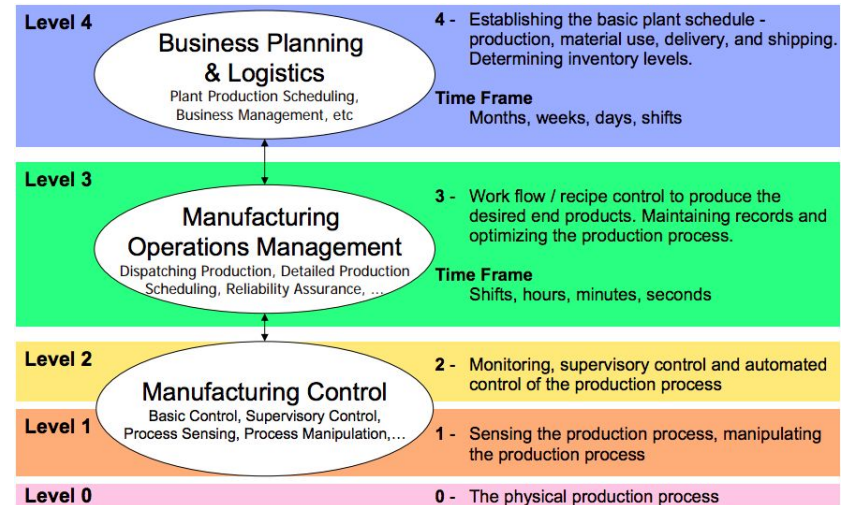 Level 4
Business Planning
& Logistics
Plant Production Scheduling,
Business Management, etc
4 - Establishing the basic plant schedule -
production, material use, delivery, and shipping.
Determining inventory levels.
Time Frame
Months, weeks, days, shifts
Level 3
Manufacturing
Operations Management
Dispatching Production, Detailed Production
Scheduling, Reliability Assurance, ...
3 - Work flow / recipe control to produce the
desired end products. Maintaining records and
optimizing the production process.
Time Frame
Shifts, hours, minutes, seconds
Level 2
Manufacturing Control
Basic Control, Supervisory Control,
Process Sensing, Process Manipulation,...
2 - Monitoring, supervisory control and automated
control of the production process
Level 1
1 - Sensing the production process, manipulating
the production process
Level 0
0 - The physical production process